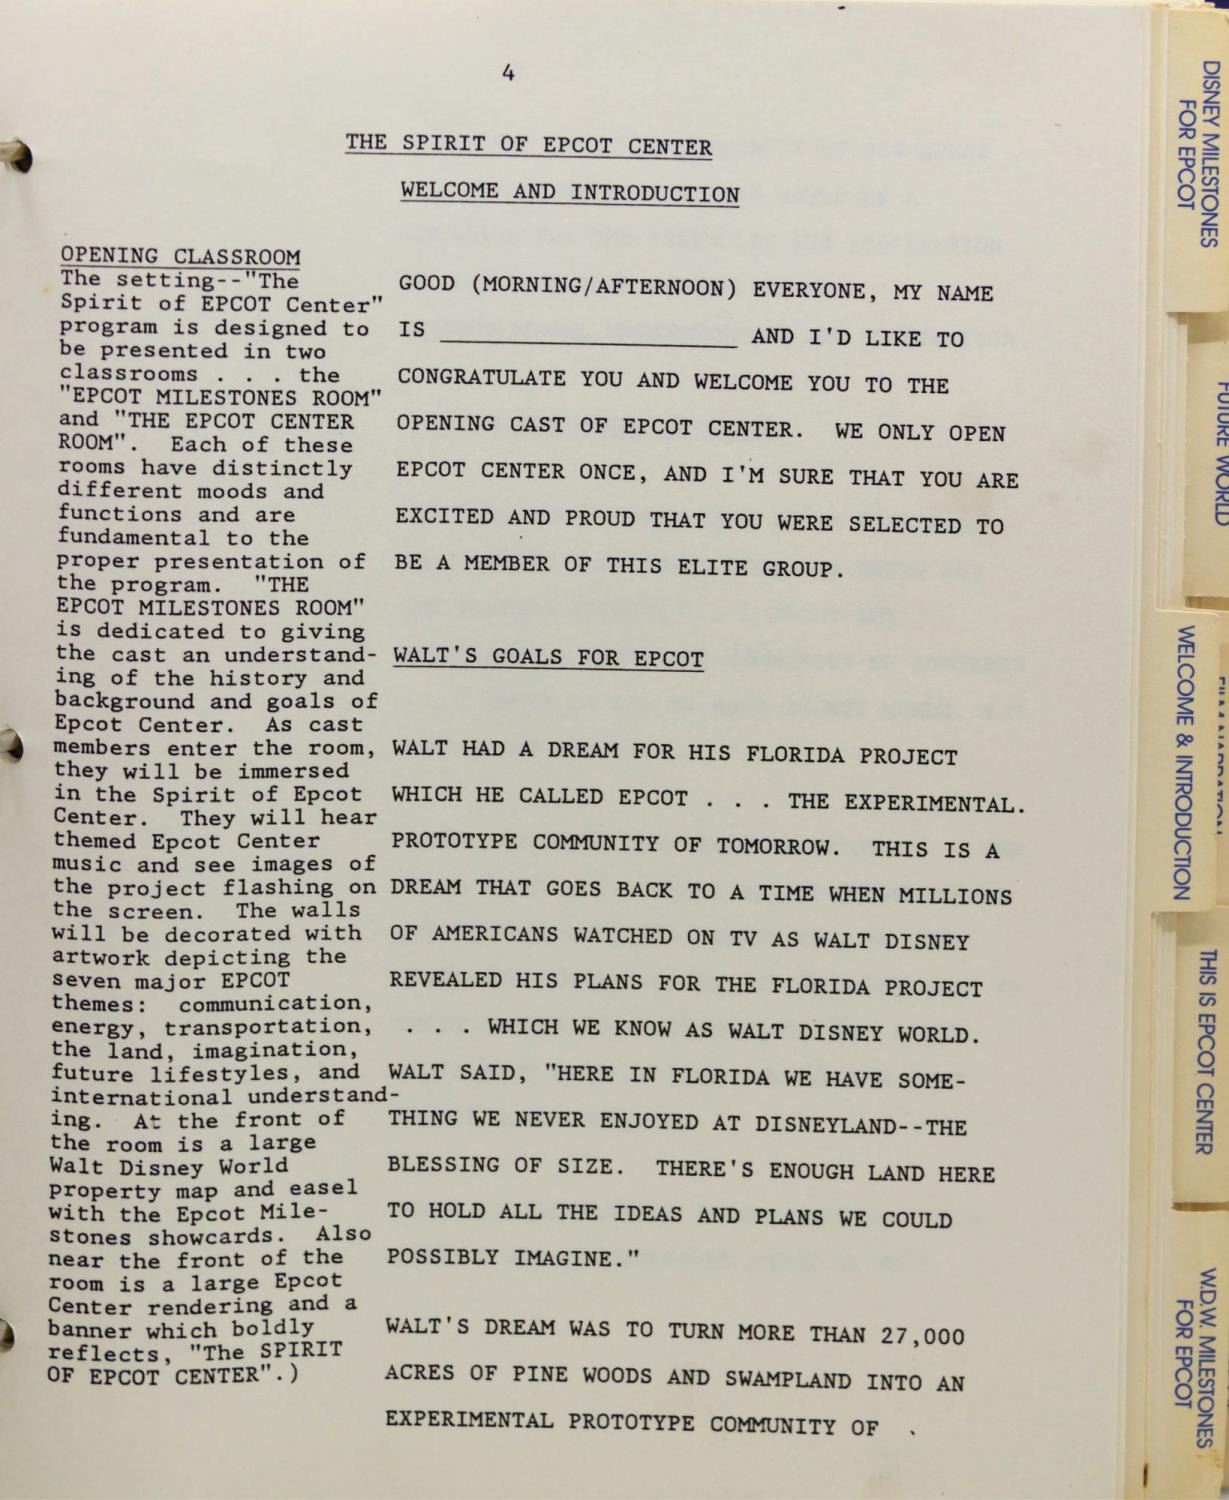 4
THE SPIRIT OF EPCOT CENTER
WELCOME AND INTRODUCTION
OPENING CLASSROOM
The setting--"The
Spirit of EPCOT Center"
program is designed to
be presented in two
classrooms . . . the
"EPCOT MILESTONES ROOM"
and "THE EPCOT CENTER
ROOM". Each of these
rooms have distinctly
different moods and
functions and are
fundamental to the
proper presentation of
the program. "THE
EPCOT MILESTONES ROOM"
is dedicated to giving
the cast an understand-
ing of the history and
background and goals of
Epcot Center. As cast
members enter the room,
they will be immersed
in the Spirit of Epcot
Center. They will hear
themed Epcot Center
music and see images of
the project flashing on
the screen. The walls
will be decorated with
artwork depicting the
seven major EPCOT
themes: communication,
energy, transportation,
the land, imagination,
future lifestyles, and
international understand-
ing. At the front of
the room is a large
Walt Disney World
property map and easel
with the Epcot Mile-
stones showcards. Also
near the front of the
room is a large Epcot
Center rendering and a
banner which boldly
reflects, "The SPIRIT
OF EPCOT CENTER".)
GOOD (MORNING/AFTERNOON) EVERYONE, MY NAME
IS ___________________ AND I'D LIKE TO
CONGRATULATE YOU AND WELCOME YOU TO THE
OPENING CAST OF EPCOT CENTER. WE ONLY OPEN
EPCOT CENTER ONCE, AND I'M SURE THAT YOU ARE
EXCITED AND PROUD THAT YOU WERE SELECTED TO
BE A MEMBER OF THIS ELITE GROUP.
WALT'S GOALS FOR EPCOT
WALT HAD A DREAM FOR HIS FLORIDA PROJECT
WHICH HE CALLED EPCOT . . . THE EXPERIMENTAL.
PROTOTYPE COMMUNITY OF TOMORROW. THIS IS A
DREAM THAT GOES BACK TO A TIME WHEN MILLIONS
OF AMERICANS WATCHED ON TV AS WALT DISNEY
REVEALED HIS PLANS FOR THE FLORIDA PROJECT
. . . WHICH WE KNOW AS WALT DISNEY WORLD.
WALT SAID, "HERE IN FLORIDA WE HAVE SOME-
THING WE NEVER ENJOYED AT DISNEYLAND--THE
BLESSING OF SIZE. THERE'S ENOUGH LAND HERE
TO HOLD ALL THE IDEAS AND PLANS WE COULD
POSSIBLY IMAGINE."
WALT'S DREAM WAS TO TURN MORE THAN 27,000
ACRES OF PINE WOODS AND SWAMPLAND INTO AN
EXPERIMENTAL PROTOTYPE COMMUNITY OF
DISNEY MILESTONES
FOR EPCOT
FUTURE WORLD
WELCOME & INTRODUCTION
THIS IS EPCOT CENTER
W.D.W. MILESTONES
FOR EPCOT